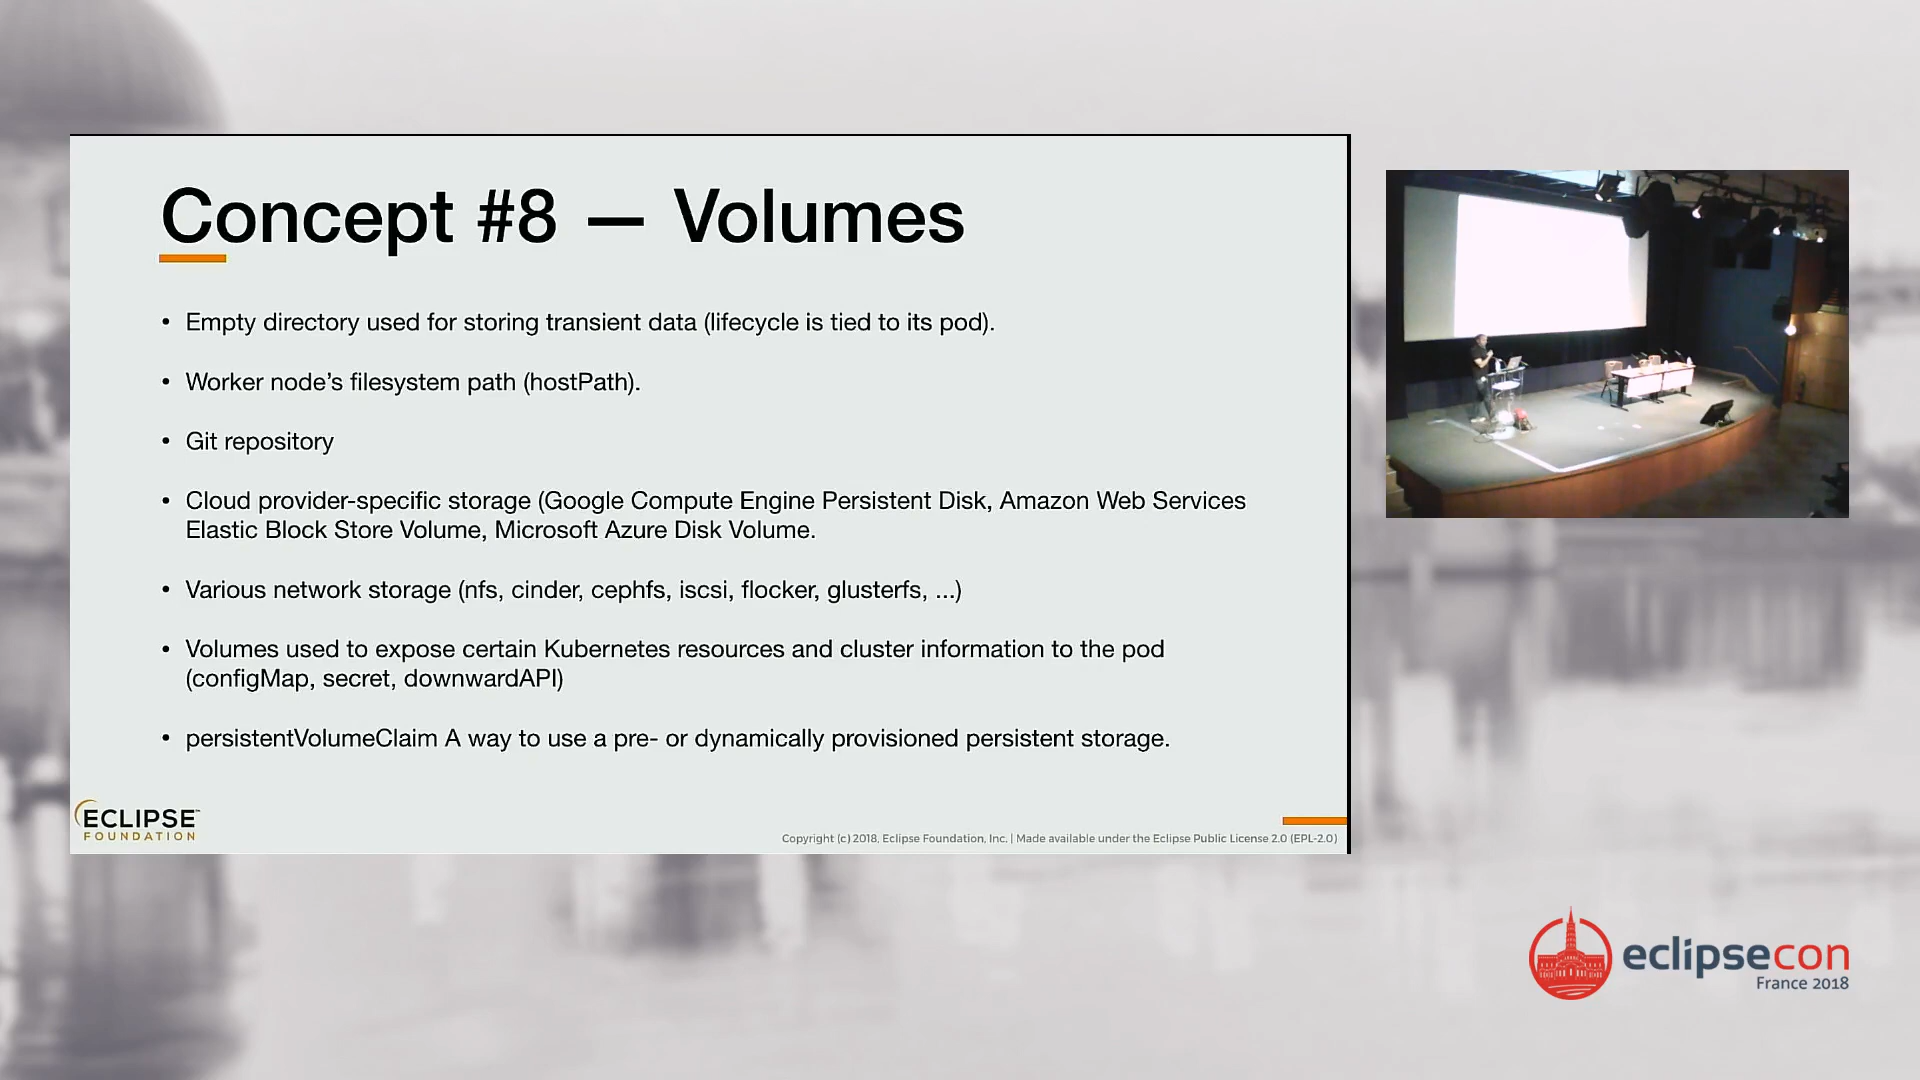 Concept #8 — Volumes
• Empty directory used for storing transient data (lifecycle is tied to its pod).
• Worker node’s filesystem path (hostPath).
• Git repository
• Cloud provider-specific storage (Google Compute Engine Persistent Disk, Amazon Web Services
Elastic Block Store Volume, Microsoft Azure Disk Volume.
• Various network storage (nfs, cinder, cephfs, iscsi, flocker, glusterfs, ...)
• Volumes used to expose certain Kubernetes resources and cluster information to the pod
(configMap, secret, downwardAPI)
• persistentVolumeClaim A way to use a pre- or dynamically provisioned persistent storage.
ECLIPSE™
FOUNDATION
Copyright (c) 2018, Eclipse Foundation, Inc. | Made available under the Eclipse Public License 2.0 (EPL-2.0)
eclipsecon
France 2018